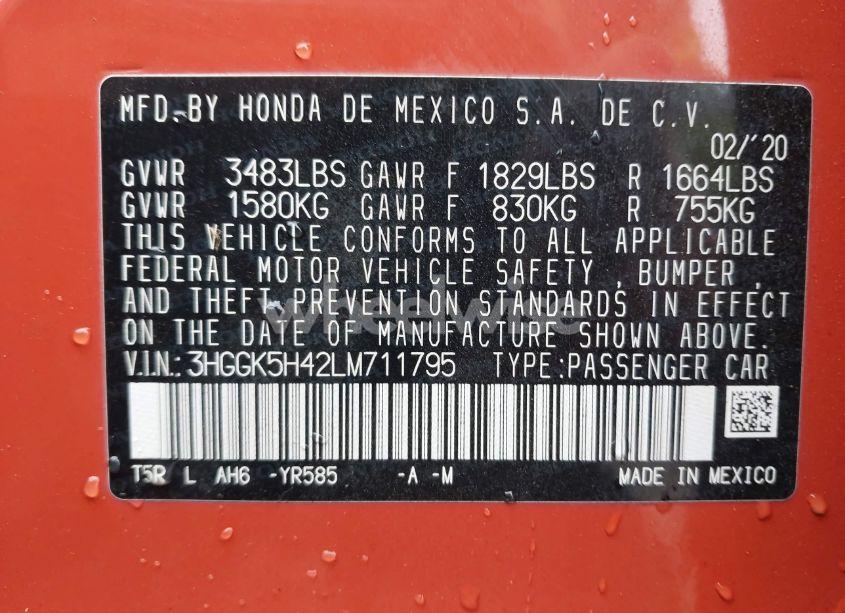 MFD. BY HONDA DE MEXICO S.A. DE C.V.
02/'20
GVWR 3483LBS GAWR F 1829LBS R 1664LBS
GVWR 1580KG GAWR F 830KG R 755KG
THIS VEHICLE CONFORMS TO ALL APPLICABLE
FEDERAL MOTOR VEHICLE SAFETY , BUMPER ,
AND THEFT PREVENTION STANDARDS IN EFFECT
ON THE DATE OF MANUFACTURE SHOWN ABOVE.
wheelwise
V.I.N.: 3HGGK5H42LM711795 TYPE:PASSENGER CAR
T5R L AH6 -YR585 -A -M MADE IN MEXICO